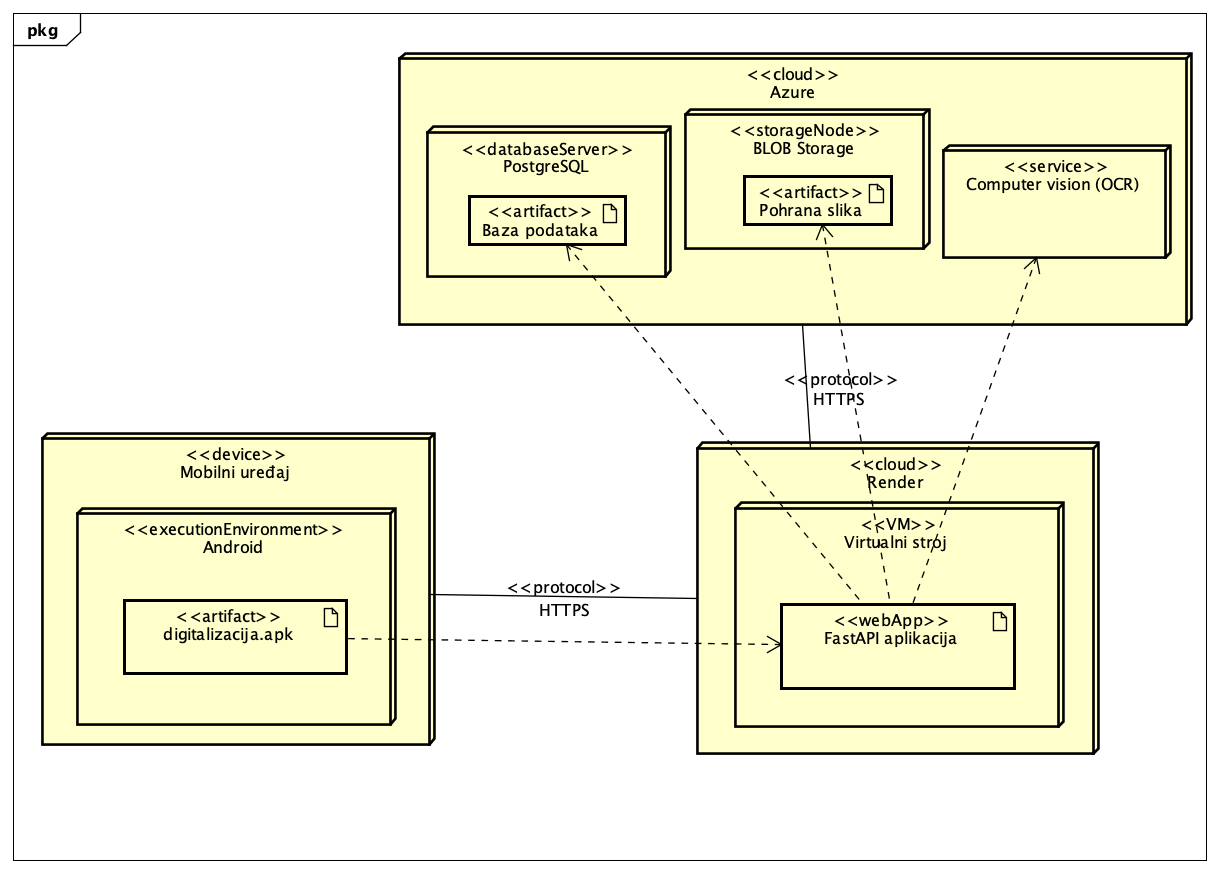 pkg
<<cloud>>
Azure
<<databaseServer>>
PostgreSQL
<<artifact>>
Baza podataka
<<storageNode>>
BLOB Storage
<<artifact>>
Pohrana slika
<<service>>
Computer vision (OCR)
<<protocol>>
HTTPS
<<device>>
Mobilni uređaj
<<executionEnvironment>>
Android
<<artifact>>
digitalizacija.apk
<<protocol>>
HTTPS
<<cloud>>
Render
<<VM>>
Virtualni stroj
<<webApp>>
FastAPI aplikacija